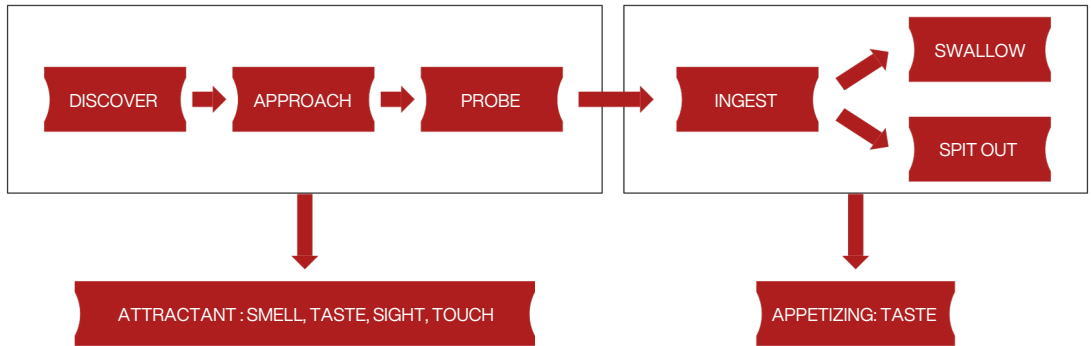 DISCOVER
APPROACH
PROBE
INGEST
SWALLOW
SPIT OUT
ATTRACTANT : SMELL, TASTE, SIGHT, TOUCH
APPETIZING: TASTE